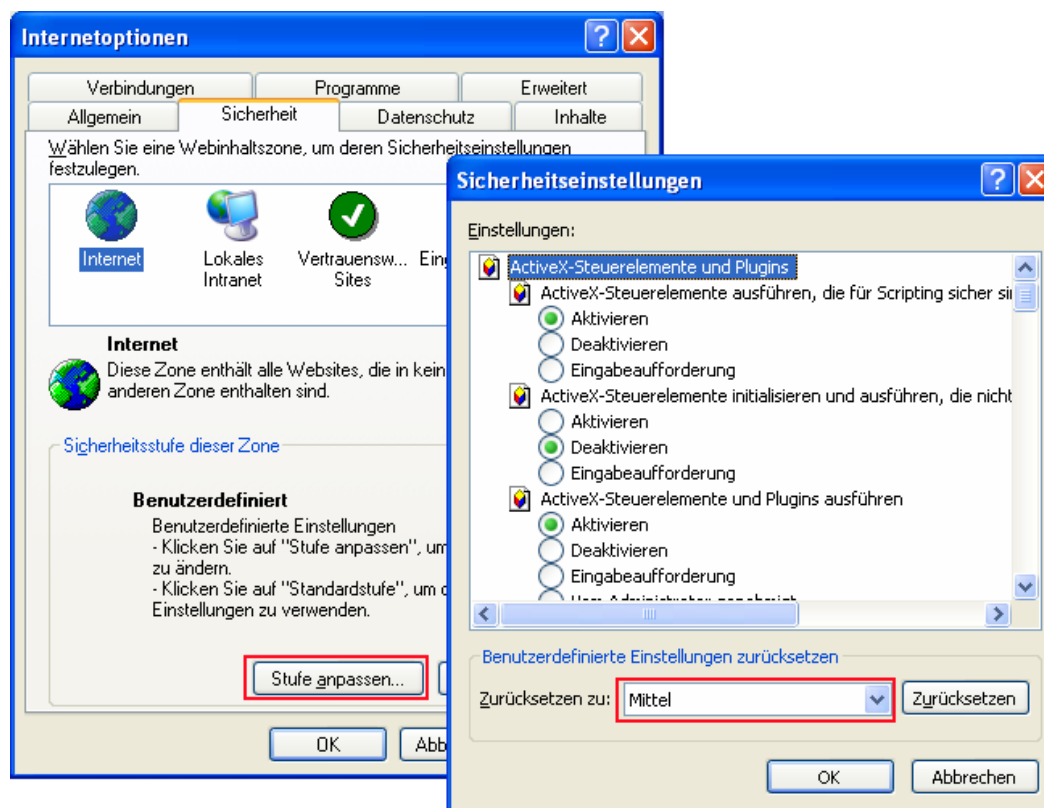 Internetoptionen
Verbindungen Programme Erweitert
Allgemein Sicherheit Datenschutz Inhalte
Wählen Sie eine Webinhaltszone, um deren Sicherheitseinstellungen
festzulegen.
Internet
Lokales
Intranet
Vertrauensw...
Sites
Internet
Diese Zone enthält alle Websites, die in kein
anderen Zone enthalten sind.
Sicherheitsstufe dieser Zone
Benutzerdefiniert
Benutzerdefinierte Einstellungen
- Klicken Sie auf "Stufe anpassen", um
zu ändern.
- Klicken Sie auf "Standardstufe", um
Einstellungen zu verwenden.
Stufe anpassen...
OK Abb
Sicherheitseinstellungen
Einstellungen:
ActiveX-Steuerelemente und Plugins
ActiveX-Steuerelemente ausführen, die für Scripting sicher
Aktivieren
Deaktivieren
Eingabeaufforderung
ActiveX-Steuerelemente initialisieren und ausführen, die nicht
Aktivieren
Deaktivieren
Eingabeaufforderung
ActiveX-Steuerelemente und Plugins ausführen
Aktivieren
Deaktivieren
Eingabeaufforderung
Benutzerdefinierte Einstellungen zurücksetzen
Zurücksetzen zu: Mittel Zurücksetzen
OK Abbrechen